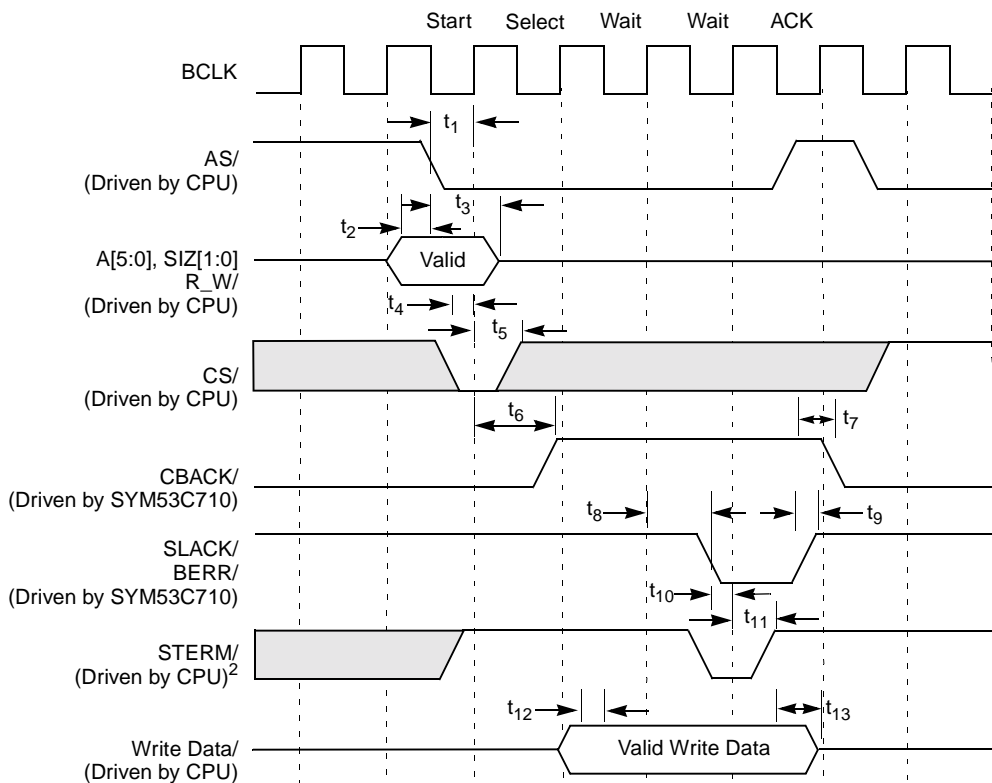 Start Select Wait Wait ACK
BCLK
t1
AS/
(Driven by CPU)
t3
t2
A[5:0], SIZ[1:0]
R_W/
(Driven by CPU)
Valid
t4
t5
CS/
(Driven by CPU)
t6
t7
CBACK/
(Driven by SYM53C710)
t8
t9
SLACK/
BERR/
(Driven by SYM53C710)
t10
t11
STERM/
(Driven by CPU)2
t12
t13
Write Data/
(Driven by CPU)
Valid Write Data